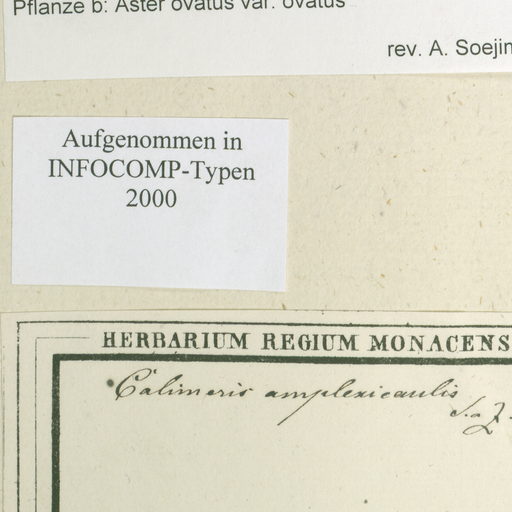 Pflanze b: Aster ovatus var. ovatus
rev. A. Soejim
Aufgenommen in
INFOCOMP-Typen
2000
HERBARIUM REGIUM MONACENS
Calimeris amplexicaulis